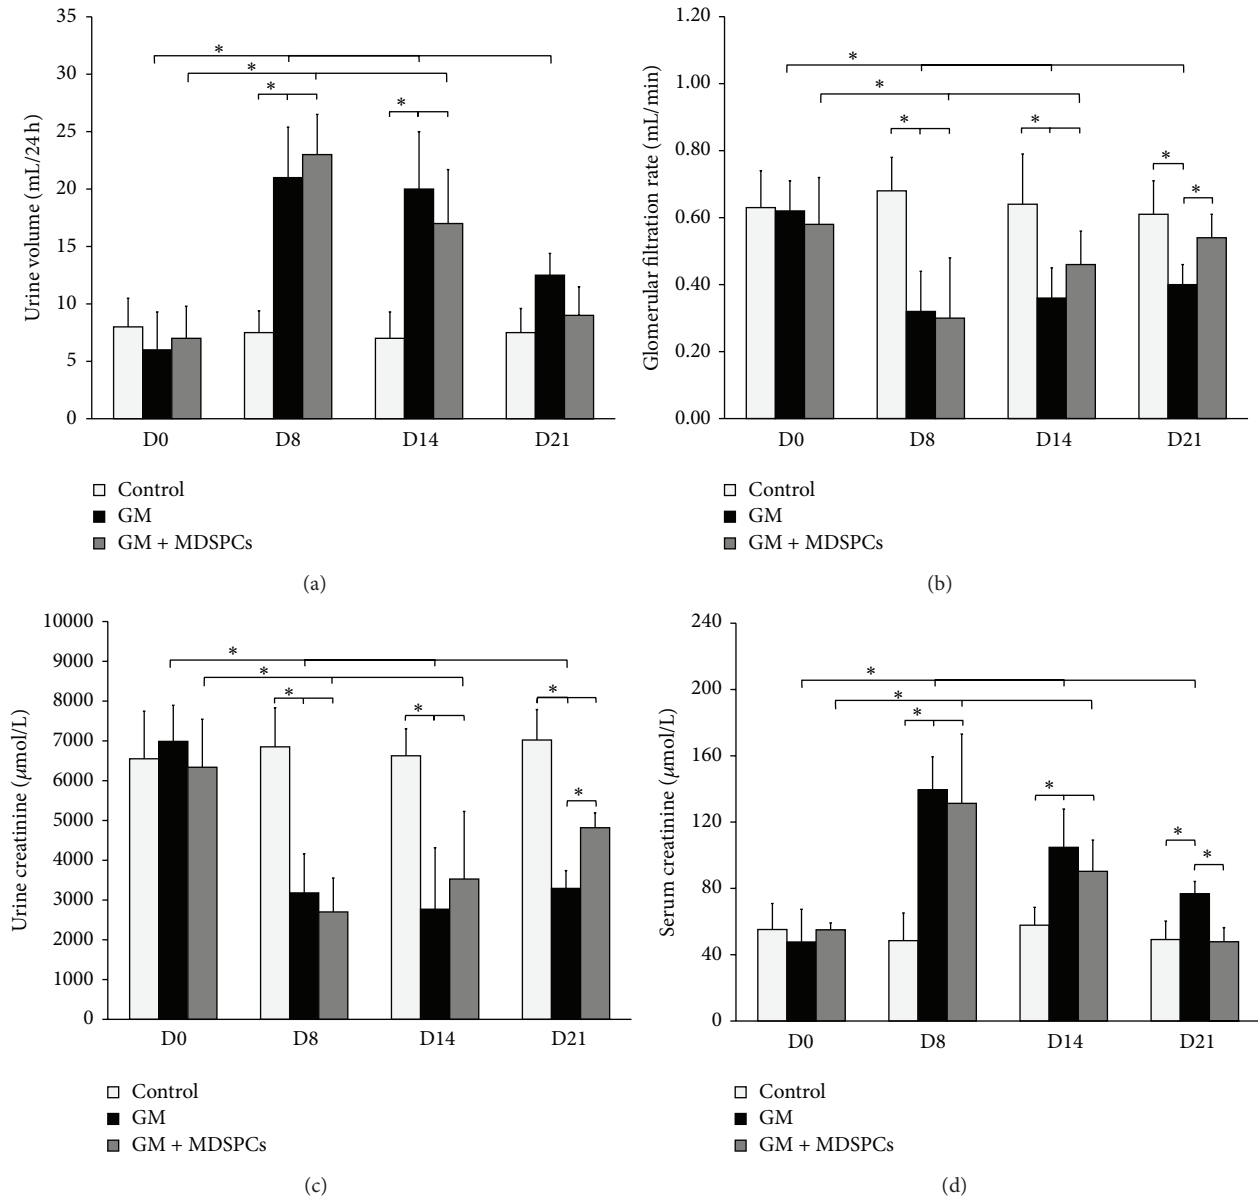 35
30
25
20
15
10
5
0
Urine volume (mL/24 h)
*
*
*
*
D0 D8 D14 D21
Control
GM
GM + MDSPCs
(a)
1.20
1.00
0.80
0.60
0.40
0.20
0.00
Glomerular filtration rate (mL/min)
*
*
*
*
*
*
D0 D8 D14 D21
Control
GM
GM + MDSPCs
(b)
10000
9000
8000
7000
6000
5000
4000
3000
2000
1000
0
Urine creatinine (μmol/L)
*
*
*
*
*
*
D0 D8 D14 D21
Control
GM
GM + MDSPCs
(c)
240
200
160
120
80
40
0
Serum creatinine (μmol/L)
*
*
*
*
*
*
D0 D8 D14 D21
Control
GM
GM + MDSPCs
(d)